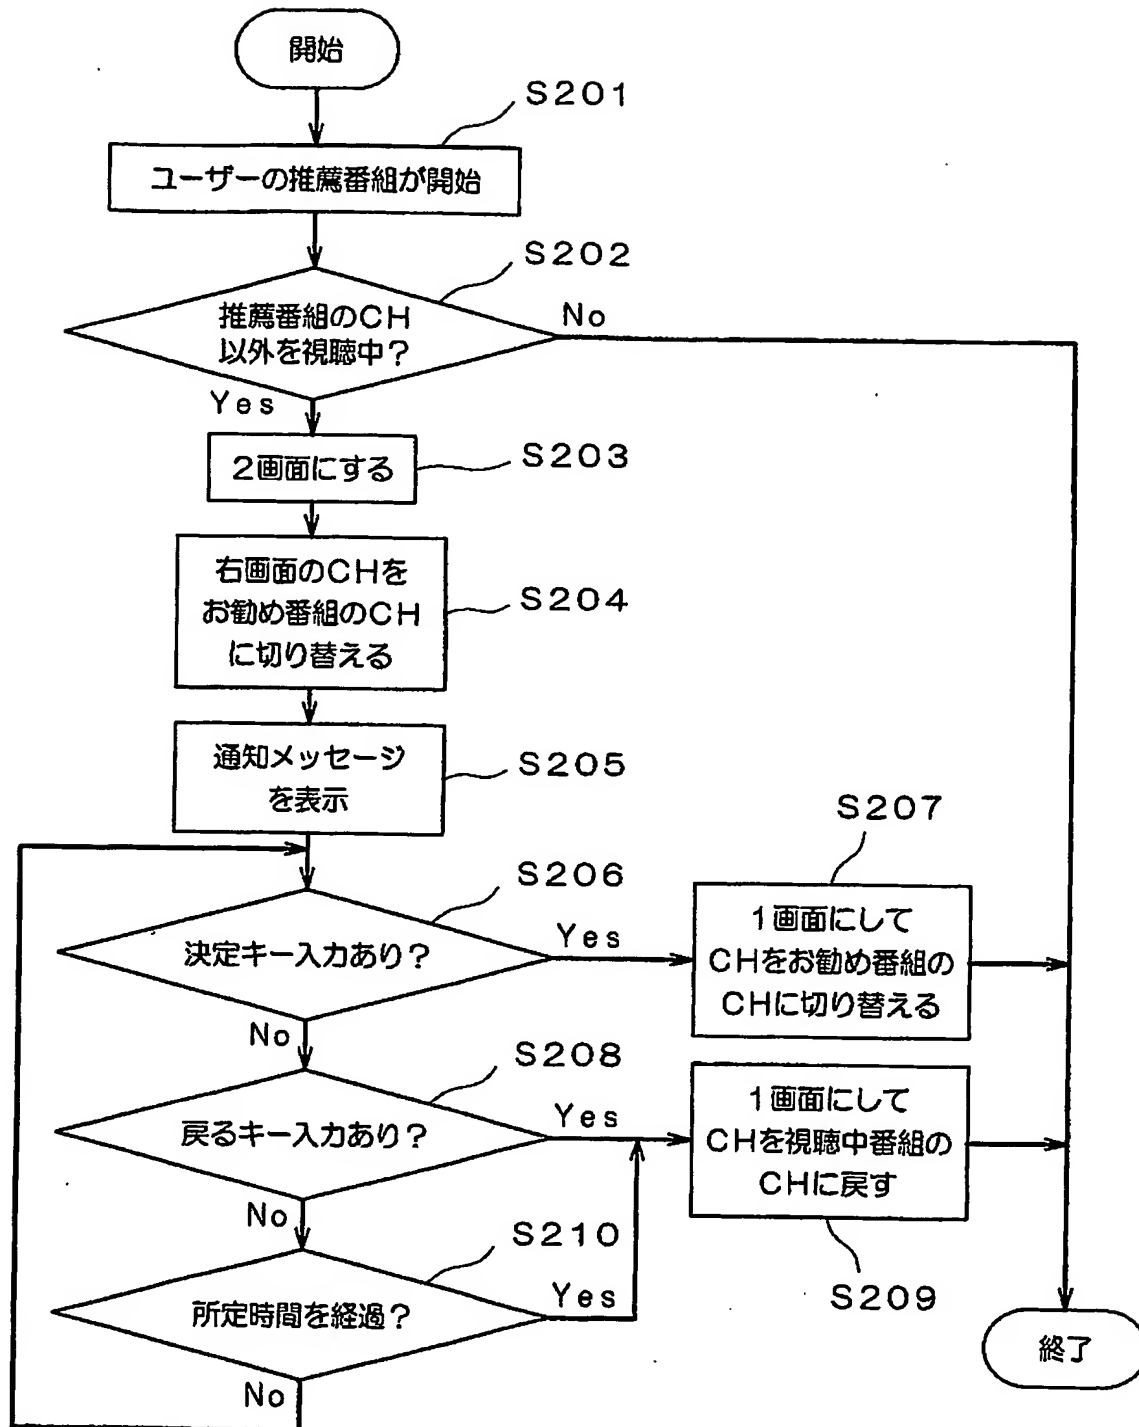 開始
S201
ユーザーの推薦番組が開始
S202
推薦番組のCH
以外を視聴中?
No
Yes
2画面にする
S203
右画面のCHを
お勧め番組のCH
に切り替える
S204
通知メッセージ
を表示
S205
S206
決定キー入力あり?
Yes
S207
1画面にして
CHをお勧め番組の
CHに切り替える
No
S208
戻るキー入力あり?
Yes
1画面にして
CHを視聴中番組の
CHに戻す
S209
No
S210
所定時間を経過?
Yes
No
終了